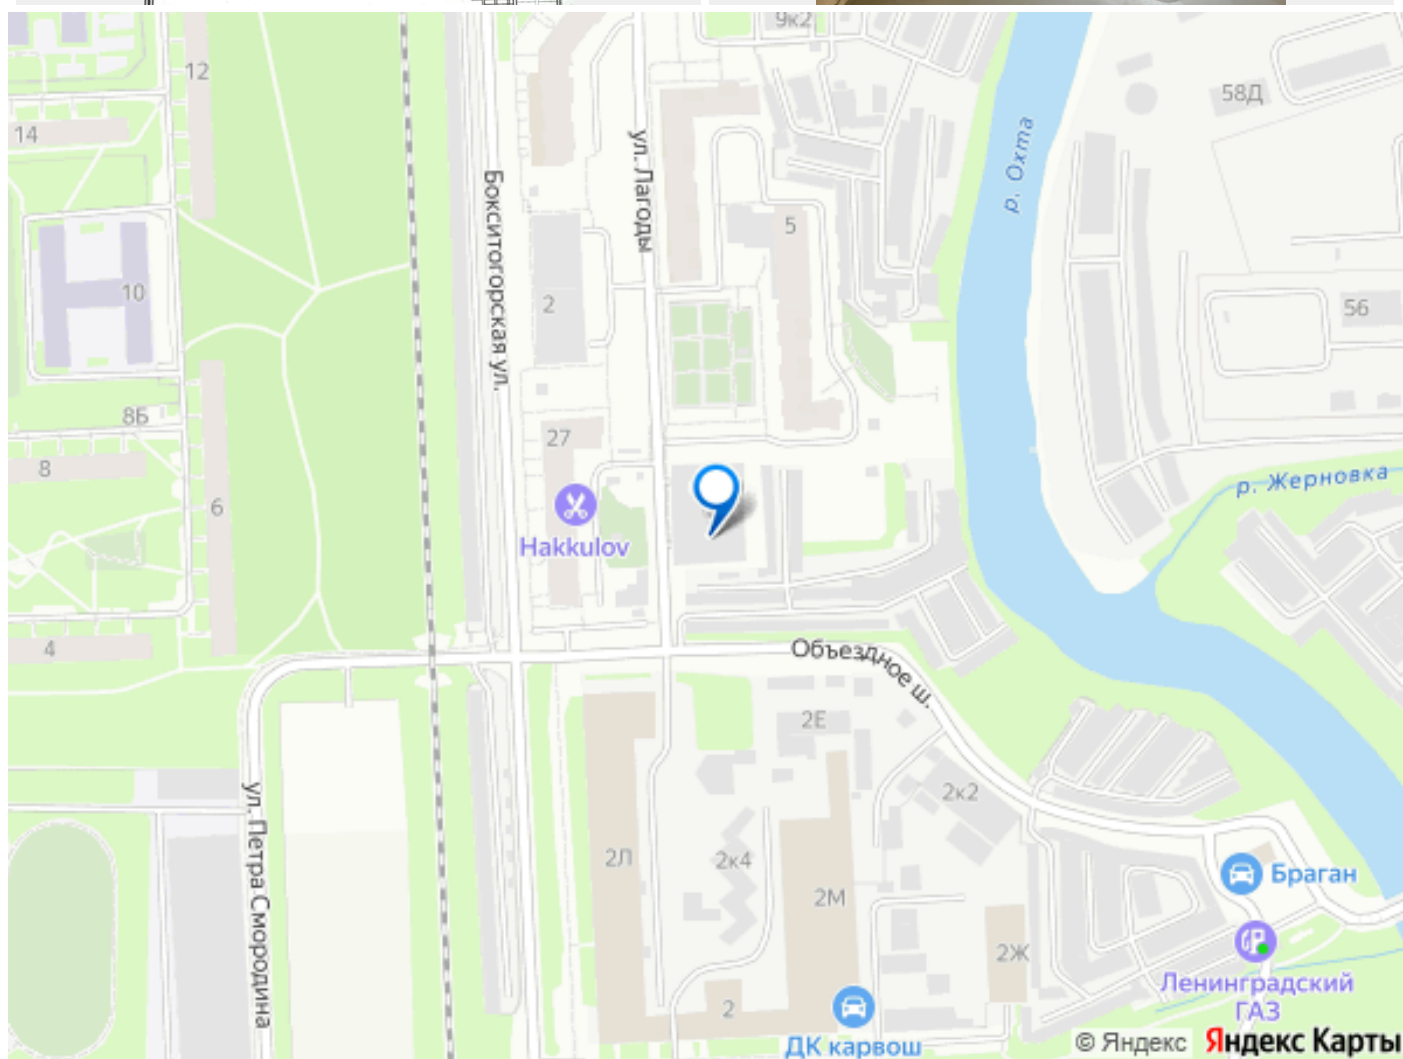 9к2
12
58Д
14
ул. Лагоды
р. Охта
Бокситогорская ул.
5
10
2
56
8Б
27
р. Жерновка
8
6
Hakkulov
4
Объездное ш.
2Е
2к2
ул. Петра Смородина
2Л
2к4
Браган
2М
2Ж
Ленинградский
ГАЗ
2
ДК карвош
© Яндекс Яндекс Карты